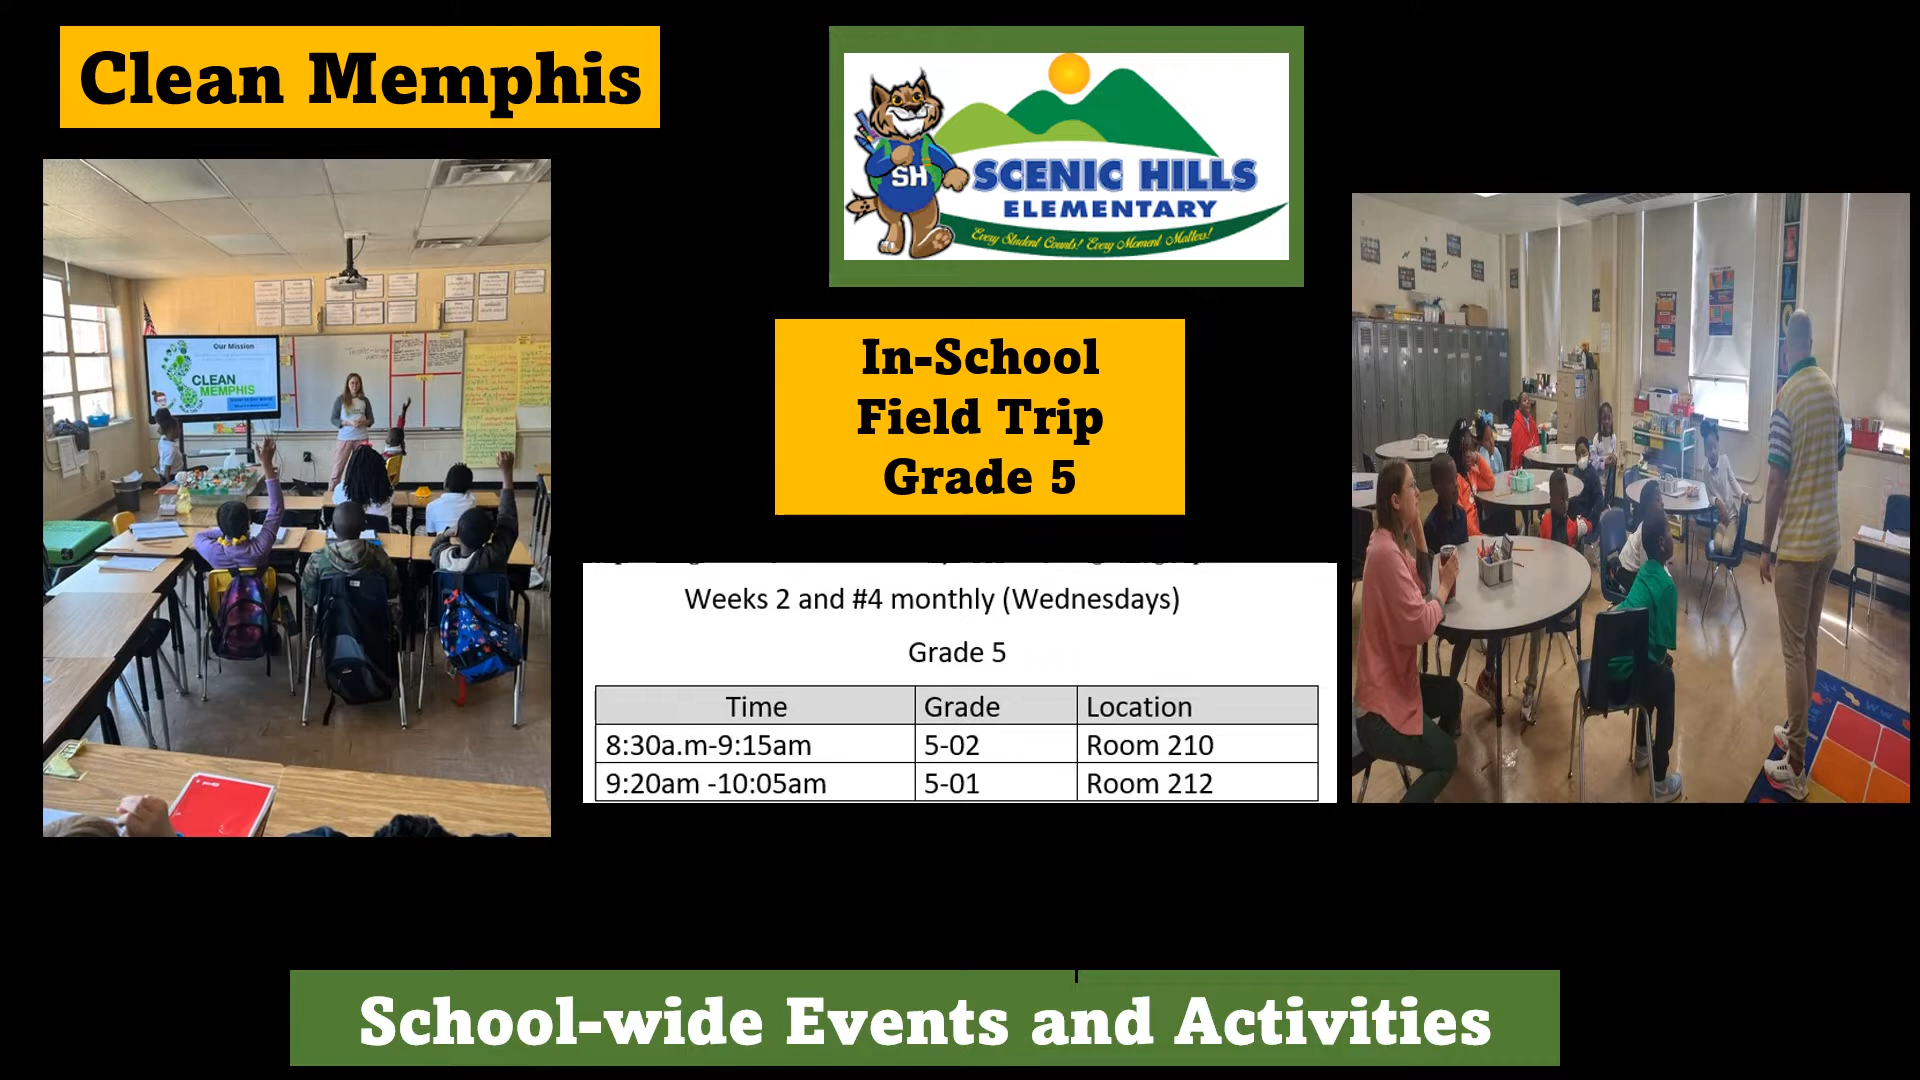 Clean Memphis
SH
SCENIC HILLS
ELEMENTARY
Every Student Counts! Every Moment Matters!
Our Mission
CLEAN
MEMPHIS
In-School
Field Trip
Grade 5
Weeks 2 and #4 monthly (Wednesdays)
Grade 5
Time Grade Location
8:30a.m-9:15am 5-02 Room 210
9:20am -10:05am 5-01 Room 212
School-wide Events and Activities